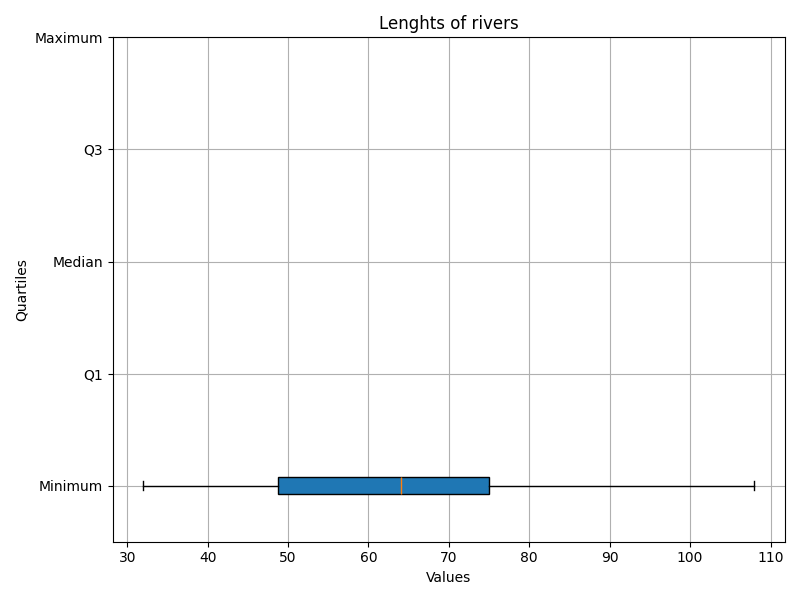 Lenghts of rivers
Maximum
Q3
Median
Q1
Minimum
Quartiles
30 40 50 60 70 80 90 100 110
Values